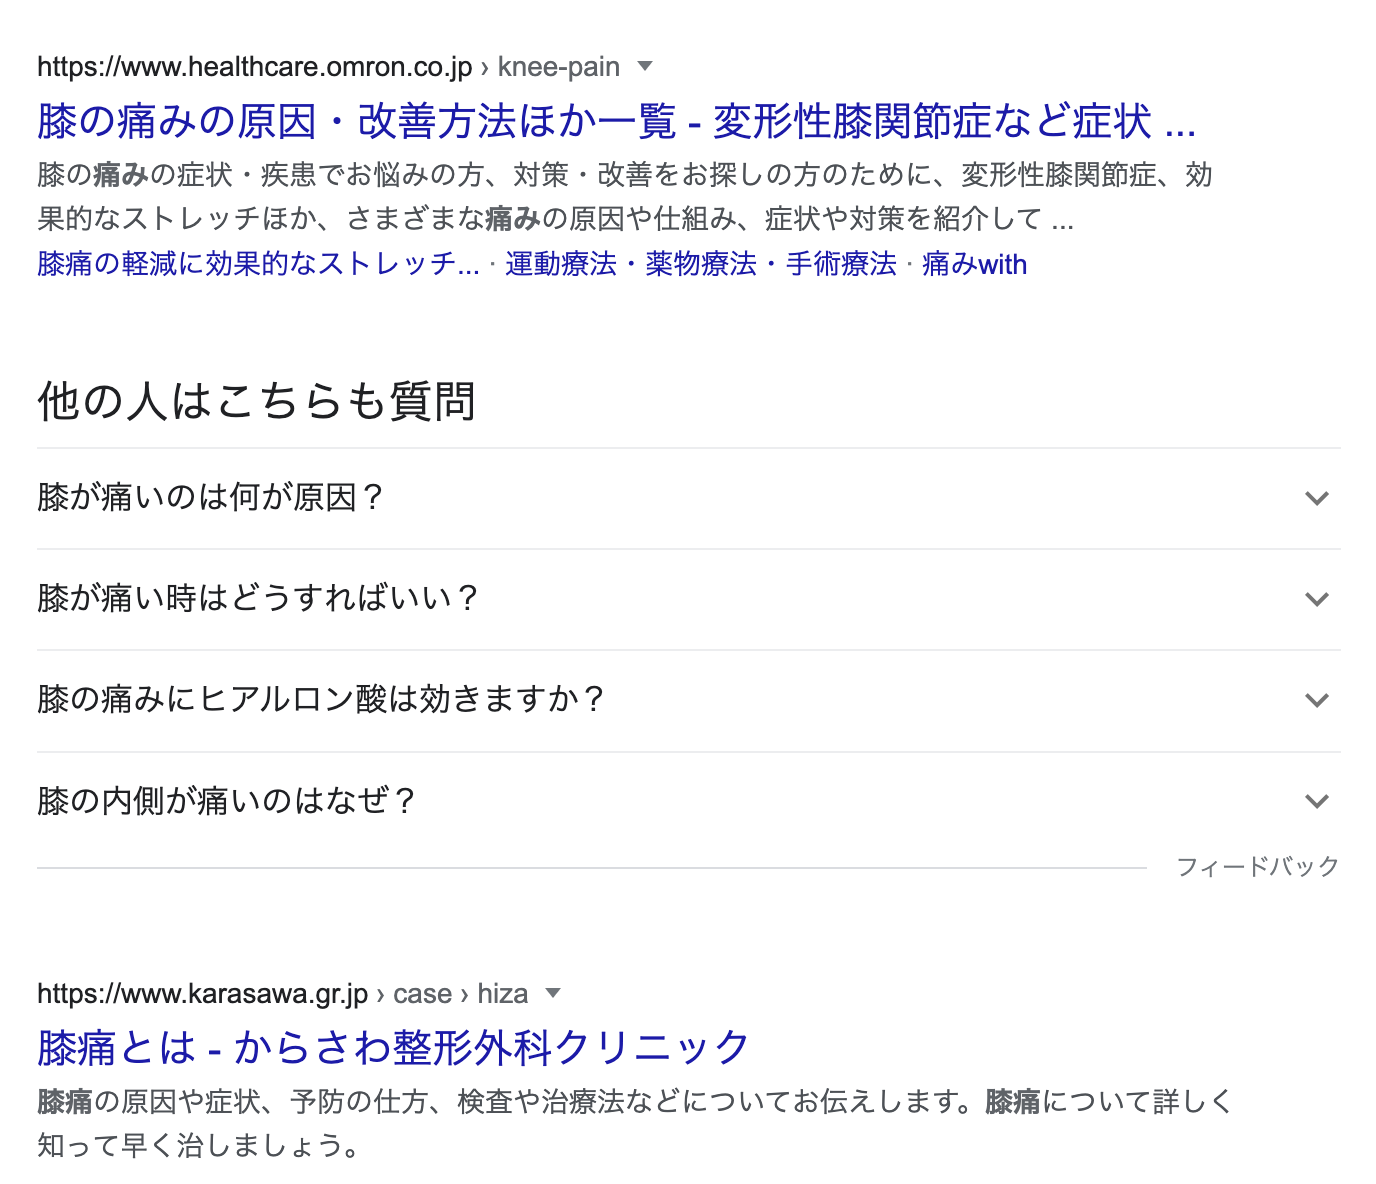 https://www.healthcare.omron.co.jp › knee-pain
膝の痛みの原因・改善方法ほか一覧 - 変形性膝関節症など症状 ...
膝の痛みの症状・疾患でお悩みの方、対策・改善をお探しの方のために、変形性膝関節症、効
果的なストレッチほか、さまざまな痛みの原因や仕組み、症状や対策を紹介して ...
膝痛の軽減に効果的なストレッチ... · 運動療法・薬物療法・手術療法 · 痛みwith
他の人はこちらも質問
膝が痛いのは何が原因？
膝が痛い時はどうすればいい？
膝の痛みにヒアルロン酸は効きますか？
膝の内側が痛いのはなぜ？
フィードバック
https://www.karasawa.gr.jp › case › hiza
膝痛とは - からさわ整形外科クリニック
膝痛の原因や症状、予防の仕方、検査や治療法などについてお伝えします。膝痛について詳しく
知って早く治しましょう。